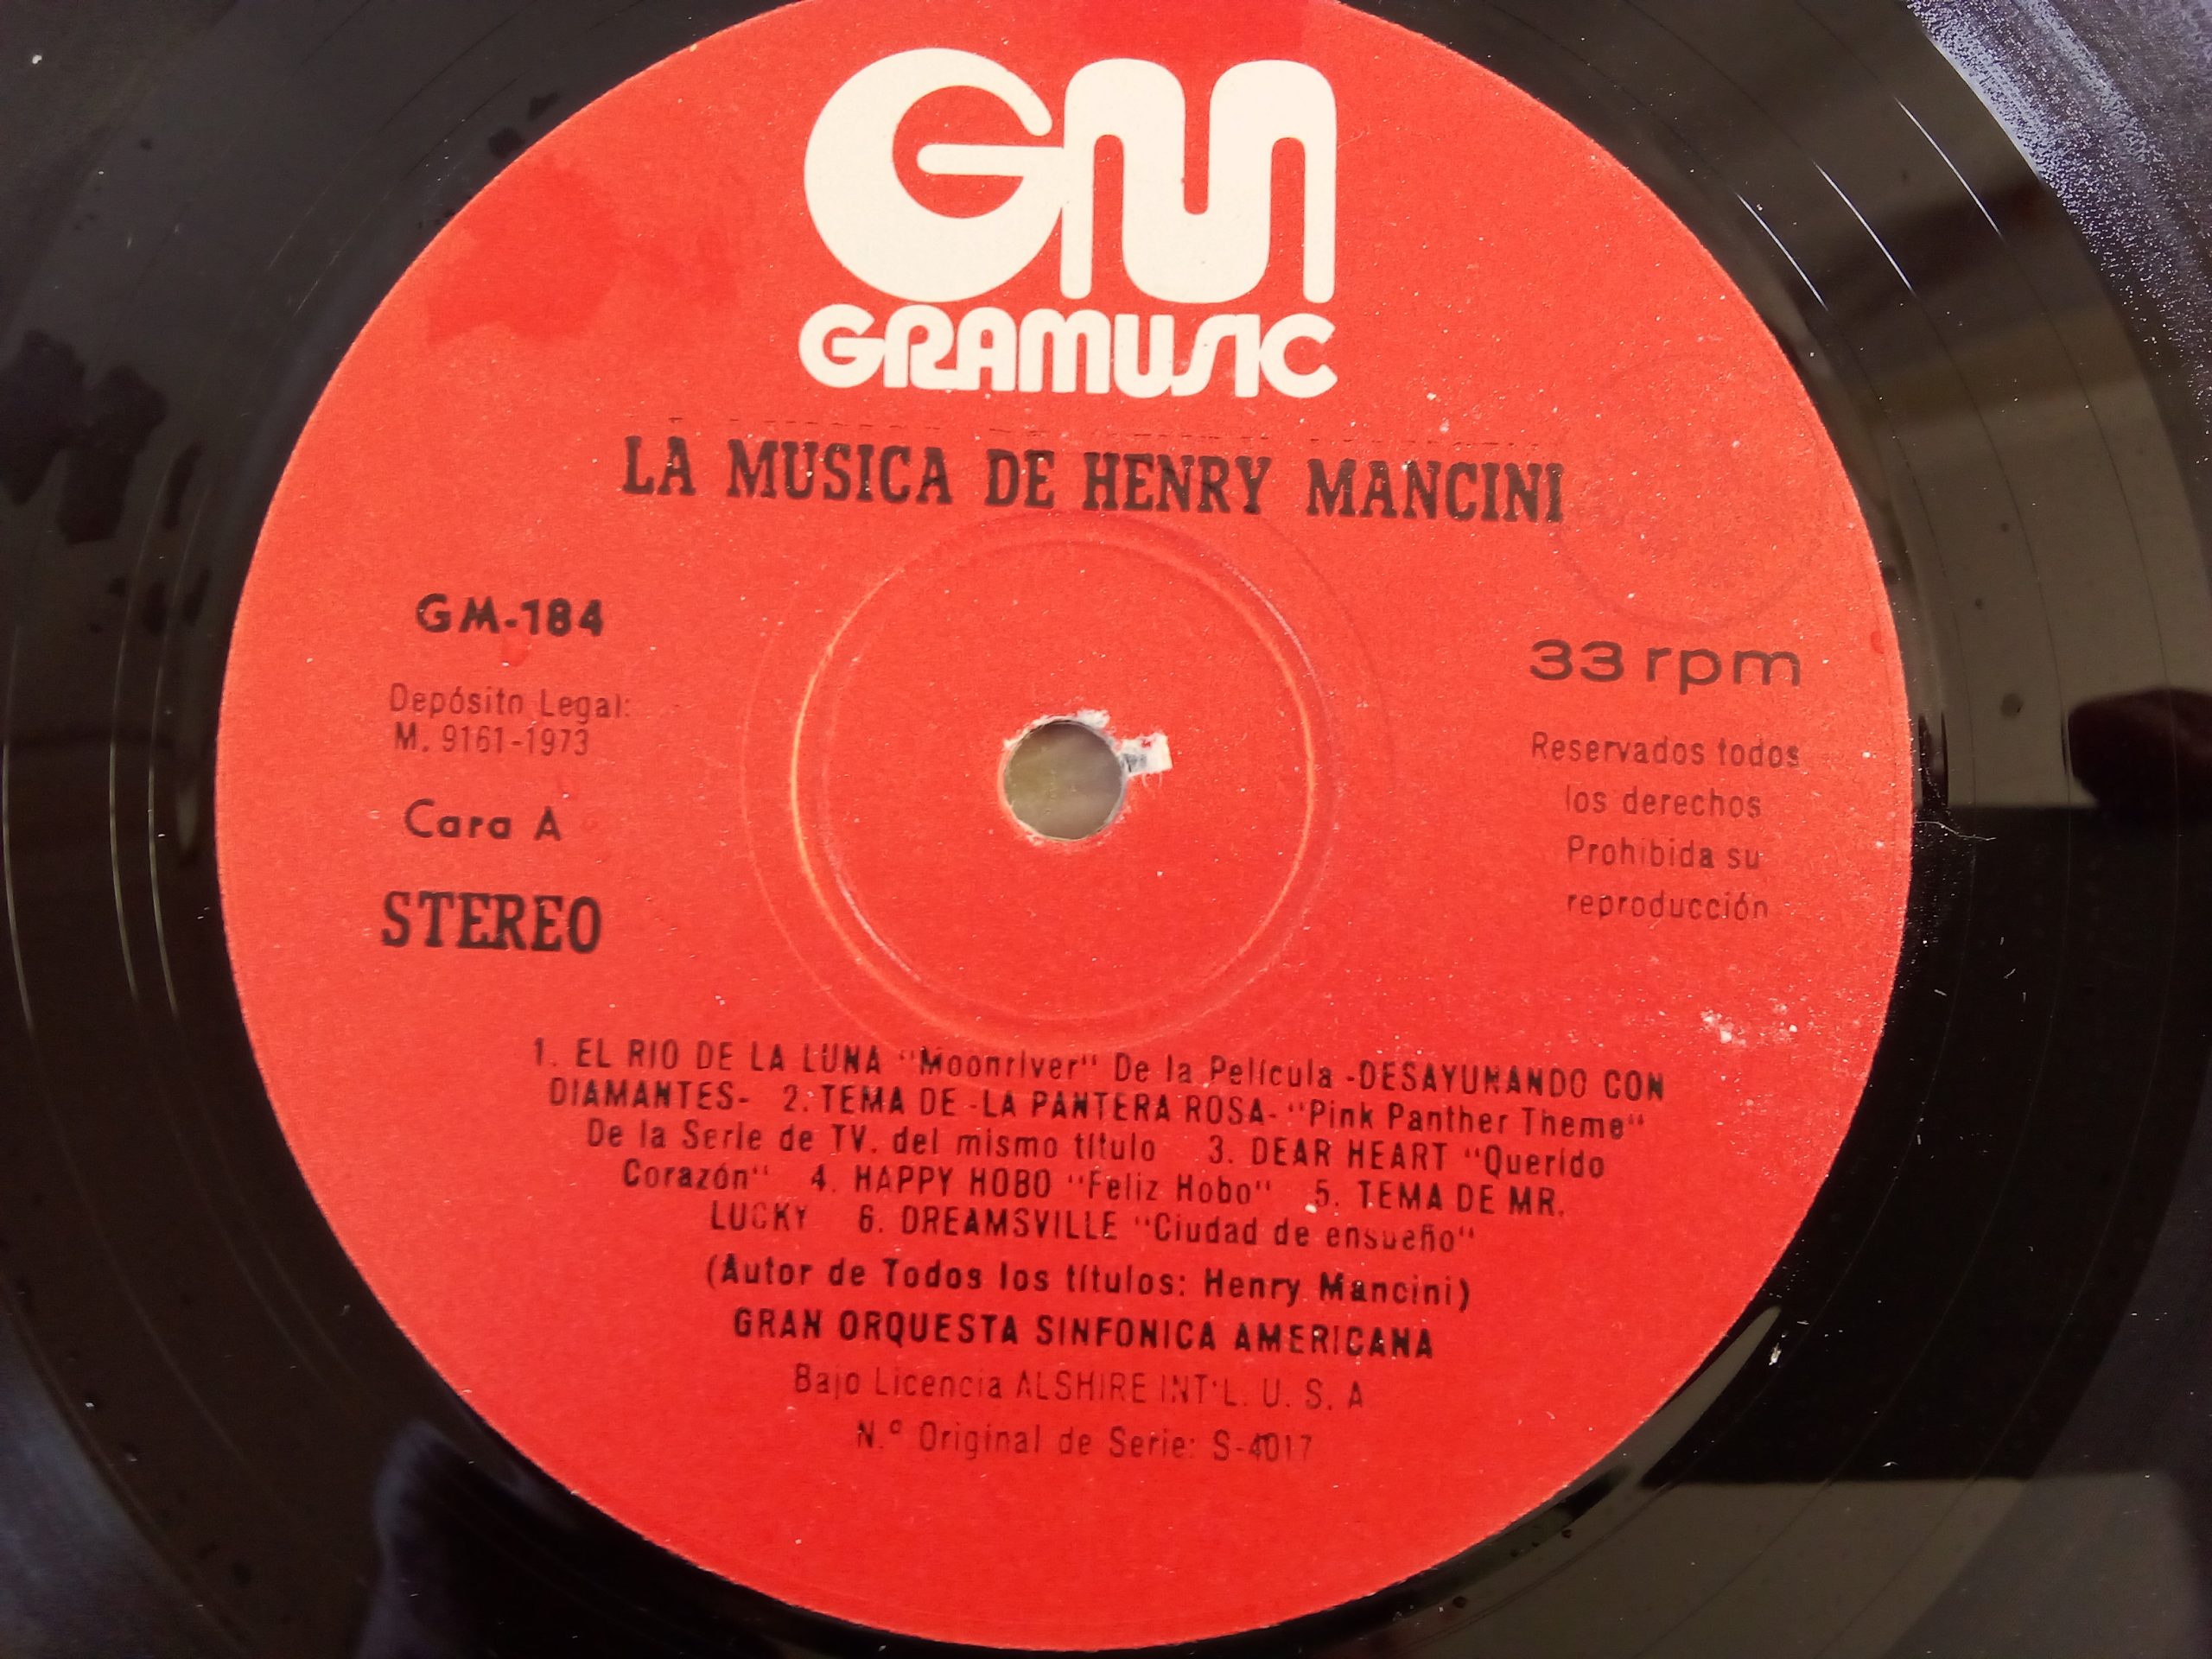 GM
GRAMUSIC
LA MUSICA DE HENRY MANCINI
GM-184
Depósito Legal:
M. 9161-1973
Cara A
STEREO
33 rpm
Reservados todos
los derechos
Prohibida su
reproducción
1. EL RIO DE LA LUNA "Moonriver" De la Película -DESAYUNANDO CON
DIAMANTES- 2. TEMA DE -LA PANTERA ROSA- "Pink Panther Theme"
De la Serie de TV. del mismo título 3. DEAR HEART "Querido
Corazón" 4. HAPPY HOBO "Feliz Hobo" 5. TEMA DE MR.
LUCKY 6. DREAMSVILLE "Ciudad de ensueño"
(Autor de Todos los títulos: Henry Mancini)
GRAN ORQUESTA SINFONICA AMERICANA
Bajo Licencia ALSHIRE INT'L. U. S. A
N.º Original de Serie: S-4017